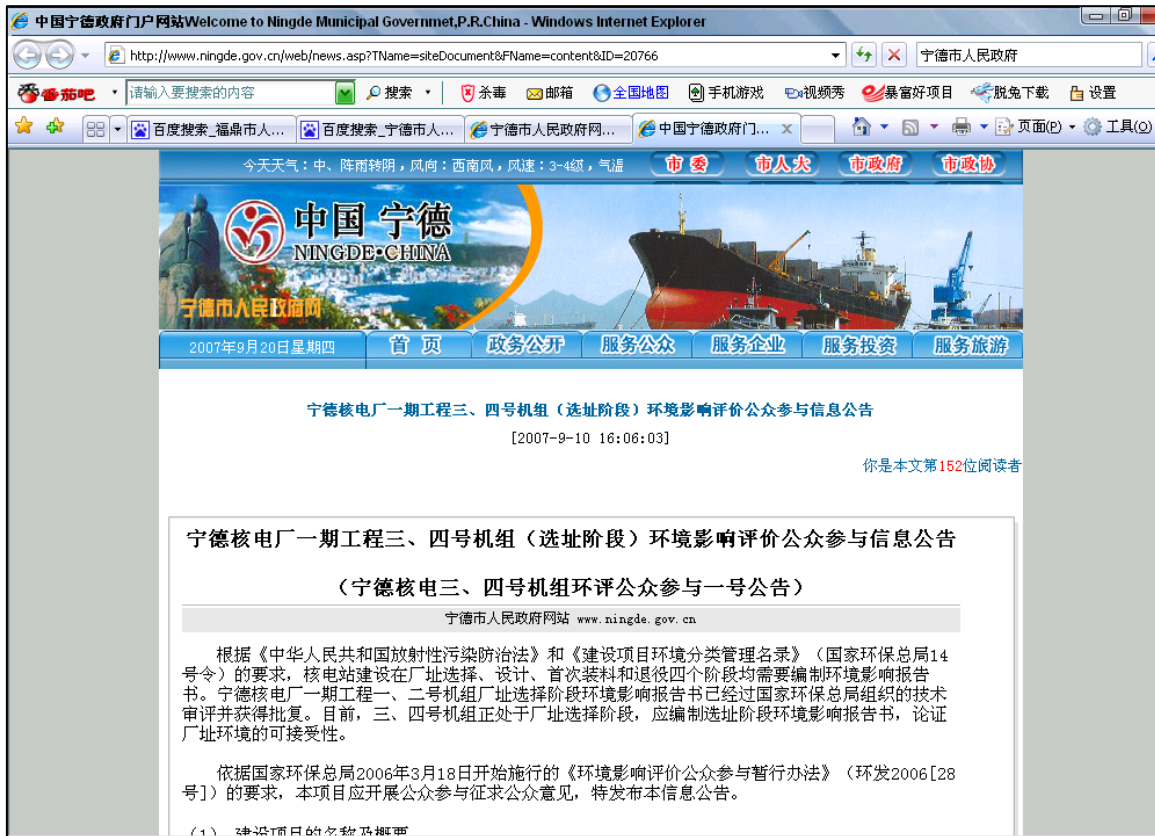 中国宁德政府门户网站Welcome to Ningde Municipal Governmet,P.R.China - Windows Internet Explorer
http://www.ningde.gov.cn/web/news.asp?TName=siteDocument&FName=content&ID=20766 宁德市人民政府
番茄吧 请输入要搜索的内容 搜索 杀毒 邮箱 全国地图 手机游戏 视频秀 暴富好项目 脱兔下载 设置
百度搜索_福鼎市人... 百度搜索_宁德市人... 宁德市人民政府网... 中国宁德政府门... 页面(P) 工具(O)
今天天气：中、阵雨转阴，风向：西南风，风速：3-4级，气温 市委 市人大 市政府 市政协
中国 宁德
NINGDE•CHINA
宁德市人民政府网
2007年9月20日星期四 首 页 政务公开 服务公众 服务企业 服务投资 服务旅游
宁德核电厂一期工程三、四号机组（选址阶段）环境影响评价公众参与信息公告
[2007-9-10 16:06:03]
你是本文第152位阅读者
宁德核电厂一期工程三、四号机组（选址阶段）环境影响评价公众参与信息公告
（宁德核电三、四号机组环评公众参与一号公告）
宁德市人民政府网站 www.ningde.gov.cn
根据《中华人民共和国放射性污染防治法》和《建设项目环境分类管理名录》（国家环保总局14
号令）的要求，核电站建设在厂址选择、设计、首次装料和退役四个阶段均需要编制环境影响报告
书。宁德核电厂一期工程一、二号机组厂址选择阶段环境影响报告书已经过国家环保总局组织的技术
审评并获得批复。目前，三、四号机组正处于厂址选择阶段，应编制选址阶段环境影响报告书，论证
厂址环境的可接受性。
依据国家环保总局2006年3月18日开始施行的《环境影响评价公众参与暂行办法》（环发2006[28
号]）的要求，本项目应开展公众参与征求公众意见，特发布本信息公告。
（1） 建设项目的名称及概要